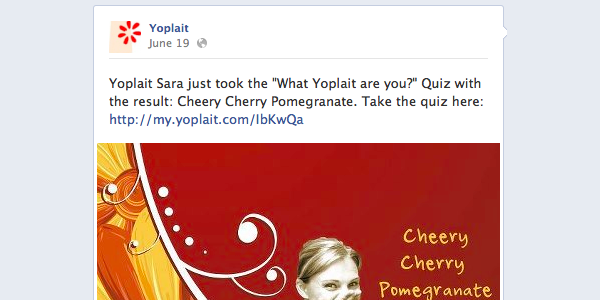 Yoplait
June 19
Yoplait Sara just took the "What Yoplait are you?" Quiz with
the result: Cheery Cherry Pomegranate. Take the quiz here:
http://my.yoplait.com/IbKwQa
Cheery
Cherry
Pomegranate